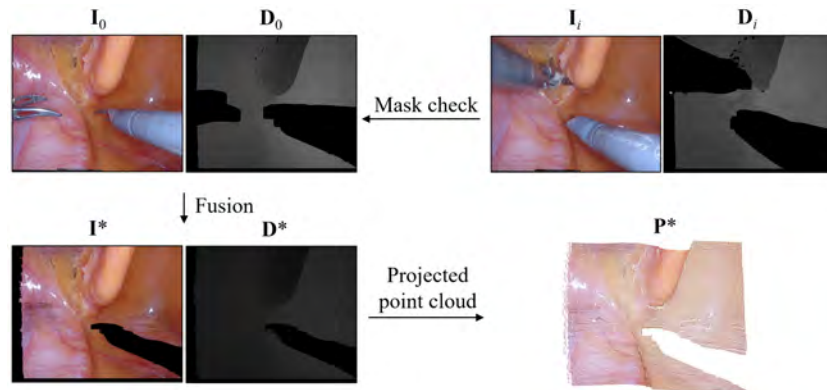 I₀ D₀ Iᵢ Dᵢ
Mask check
Fusion
I* D* P*
Projected
point cloud